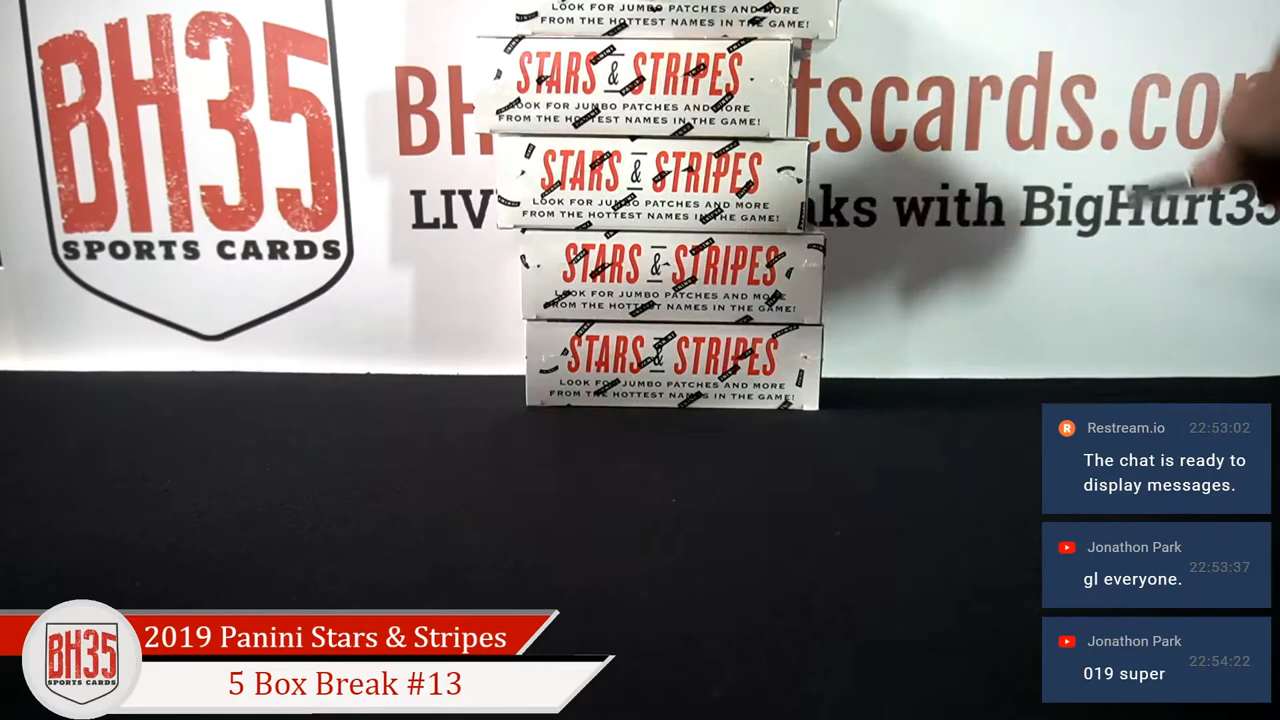 BH35
SPORTS CARDS
LOOK FOR JUMBO PATCHES AND MORE
FROM THE HOTTEST NAMES IN THE GAME!
STARS & STRIPES
LOOK FOR JUMBO PATCHES AND MORE
FROM THE HOTTEST NAMES IN THE GAME!
STARS & STRIPES
LOOK FOR JUMBO PATCHES AND MORE
FROM THE HOTTEST NAMES IN THE GAME!
STARS & STRIPES
LOOK FOR JUMBO PATCHES AND MORE
FROM THE HOTTEST NAMES IN THE GAME!
STARS & STRIPES
LOOK FOR JUMBO PATCHES AND MORE
FROM THE HOTTEST NAMES IN THE GAME!
BH tscards.co
LIV aks with BigHurt35
Restream.io 22:53:02
The chat is ready to
display messages.
Jonathon Park
22:53:37
gl everyone.
Jonathon Park
22:54:22
019 super
BH35
SPORTS CARDS
2019 Panini Stars & Stripes
5 Box Break #13